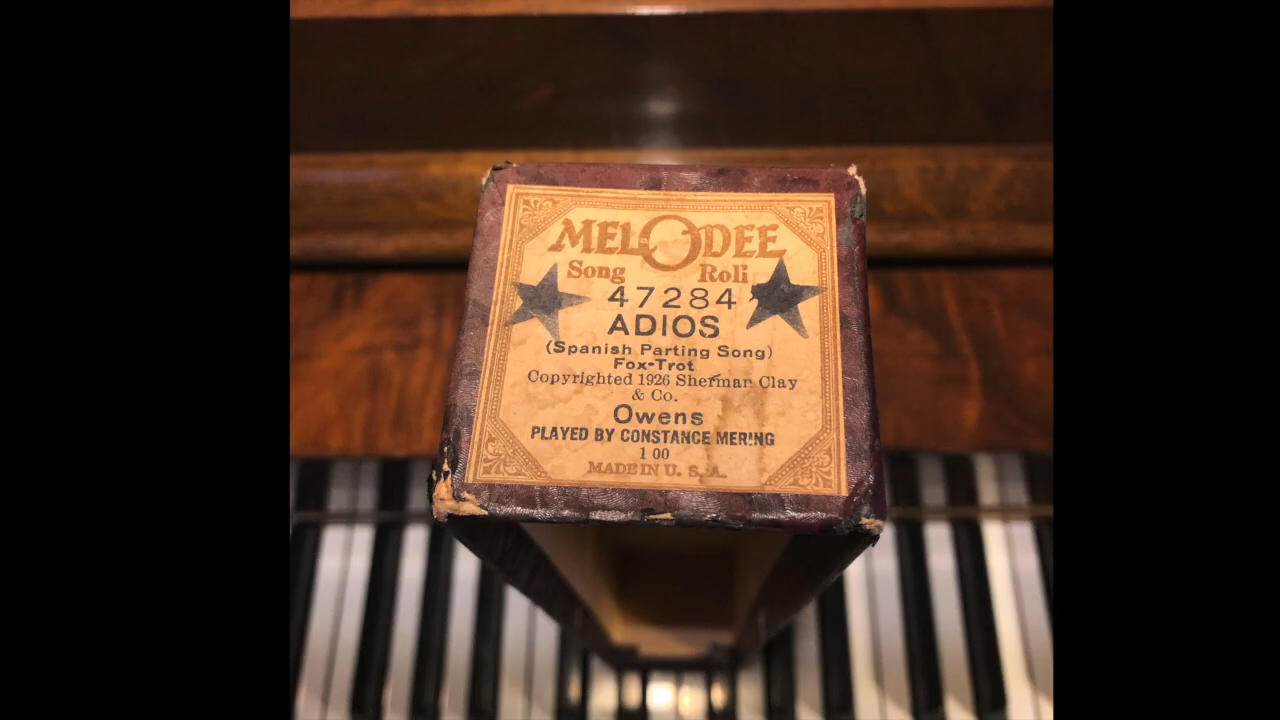 MELODEE
Song Roll
47284
ADIOS
(Spanish Parting Song)
Fox-Trot
Copyrighted 1926 Sherman Clay
& Co.
Owens
PLAYED BY CONSTANCE MERING
1 00
MADE IN U. S. A.